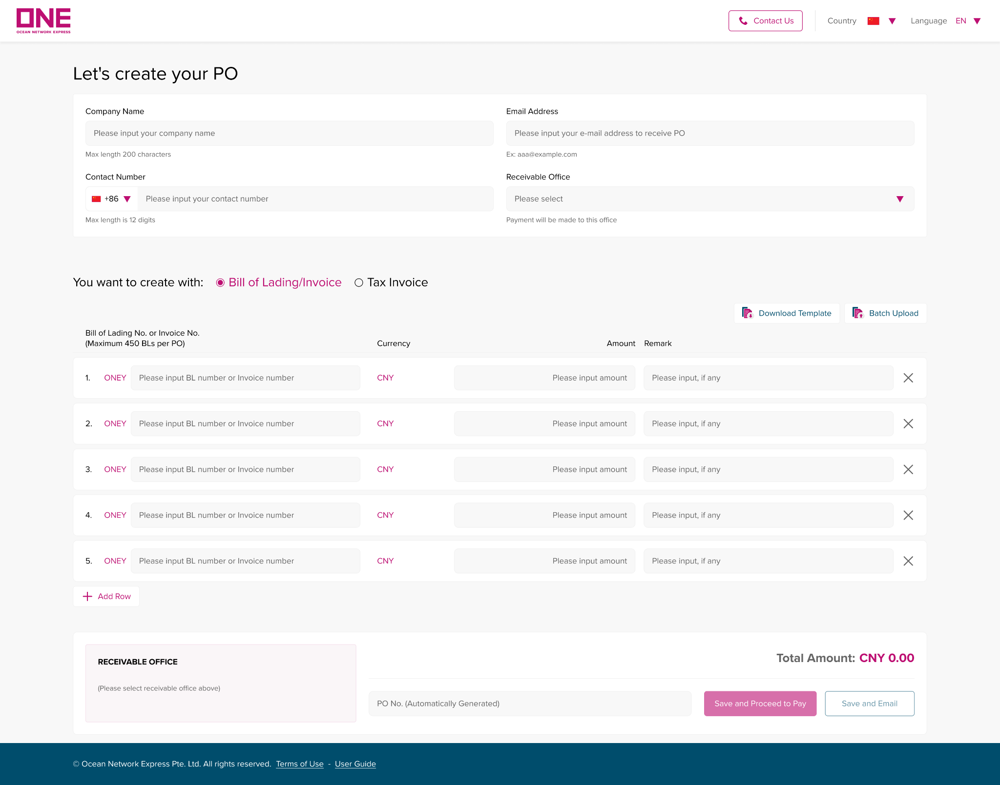 ONE
OCEAN NETWORK EXPRESS
Contact Us
Country
Language EN
Let's create your PO
Company Name
Please input your company name
Max length 200 characters
Email Address
Please input your e-mail address to receive PO
Ex: aaa@example.com
Contact Number
+86 Please input your contact number
Max length is 12 digits
Receivable Office
Please select
Payment will be made to this office
You want to create with: Bill of Lading/Invoice Tax Invoice
Download Template Batch Upload
Bill of Lading No. or Invoice No.
(Maximum 450 BLs per PO) Currency Amount Remark
1. ONEY Please input BL number or Invoice number CNY Please input amount Please input, if any
2. ONEY Please input BL number or Invoice number CNY Please input amount Please input, if any
3. ONEY Please input BL number or Invoice number CNY Please input amount Please input, if any
4. ONEY Please input BL number or Invoice number CNY Please input amount Please input, if any
5. ONEY Please input BL number or Invoice number CNY Please input amount Please input, if any
Add Row
RECEIVABLE OFFICE
(Please select receivable office above)
Total Amount: CNY 0.00
PO No. (Automatically Generated) Save and Proceed to Pay Save and Email
© Ocean Network Express Pte. Ltd. All rights reserved. Terms of Use - User Guide